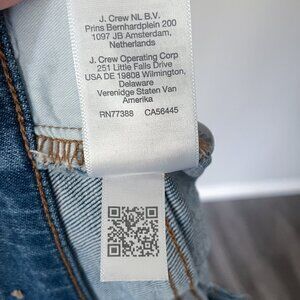 J. Crew NL B.V.
Prins Bernhardplein 200
1097 JB Amsterdam,
Netherlands
J. Crew Operating Corp
251 Little Falls Drive
USA DE 19808 Wilmington,
Delaware
Verenidge Staten Van
Amerika
RN77388 CA56445